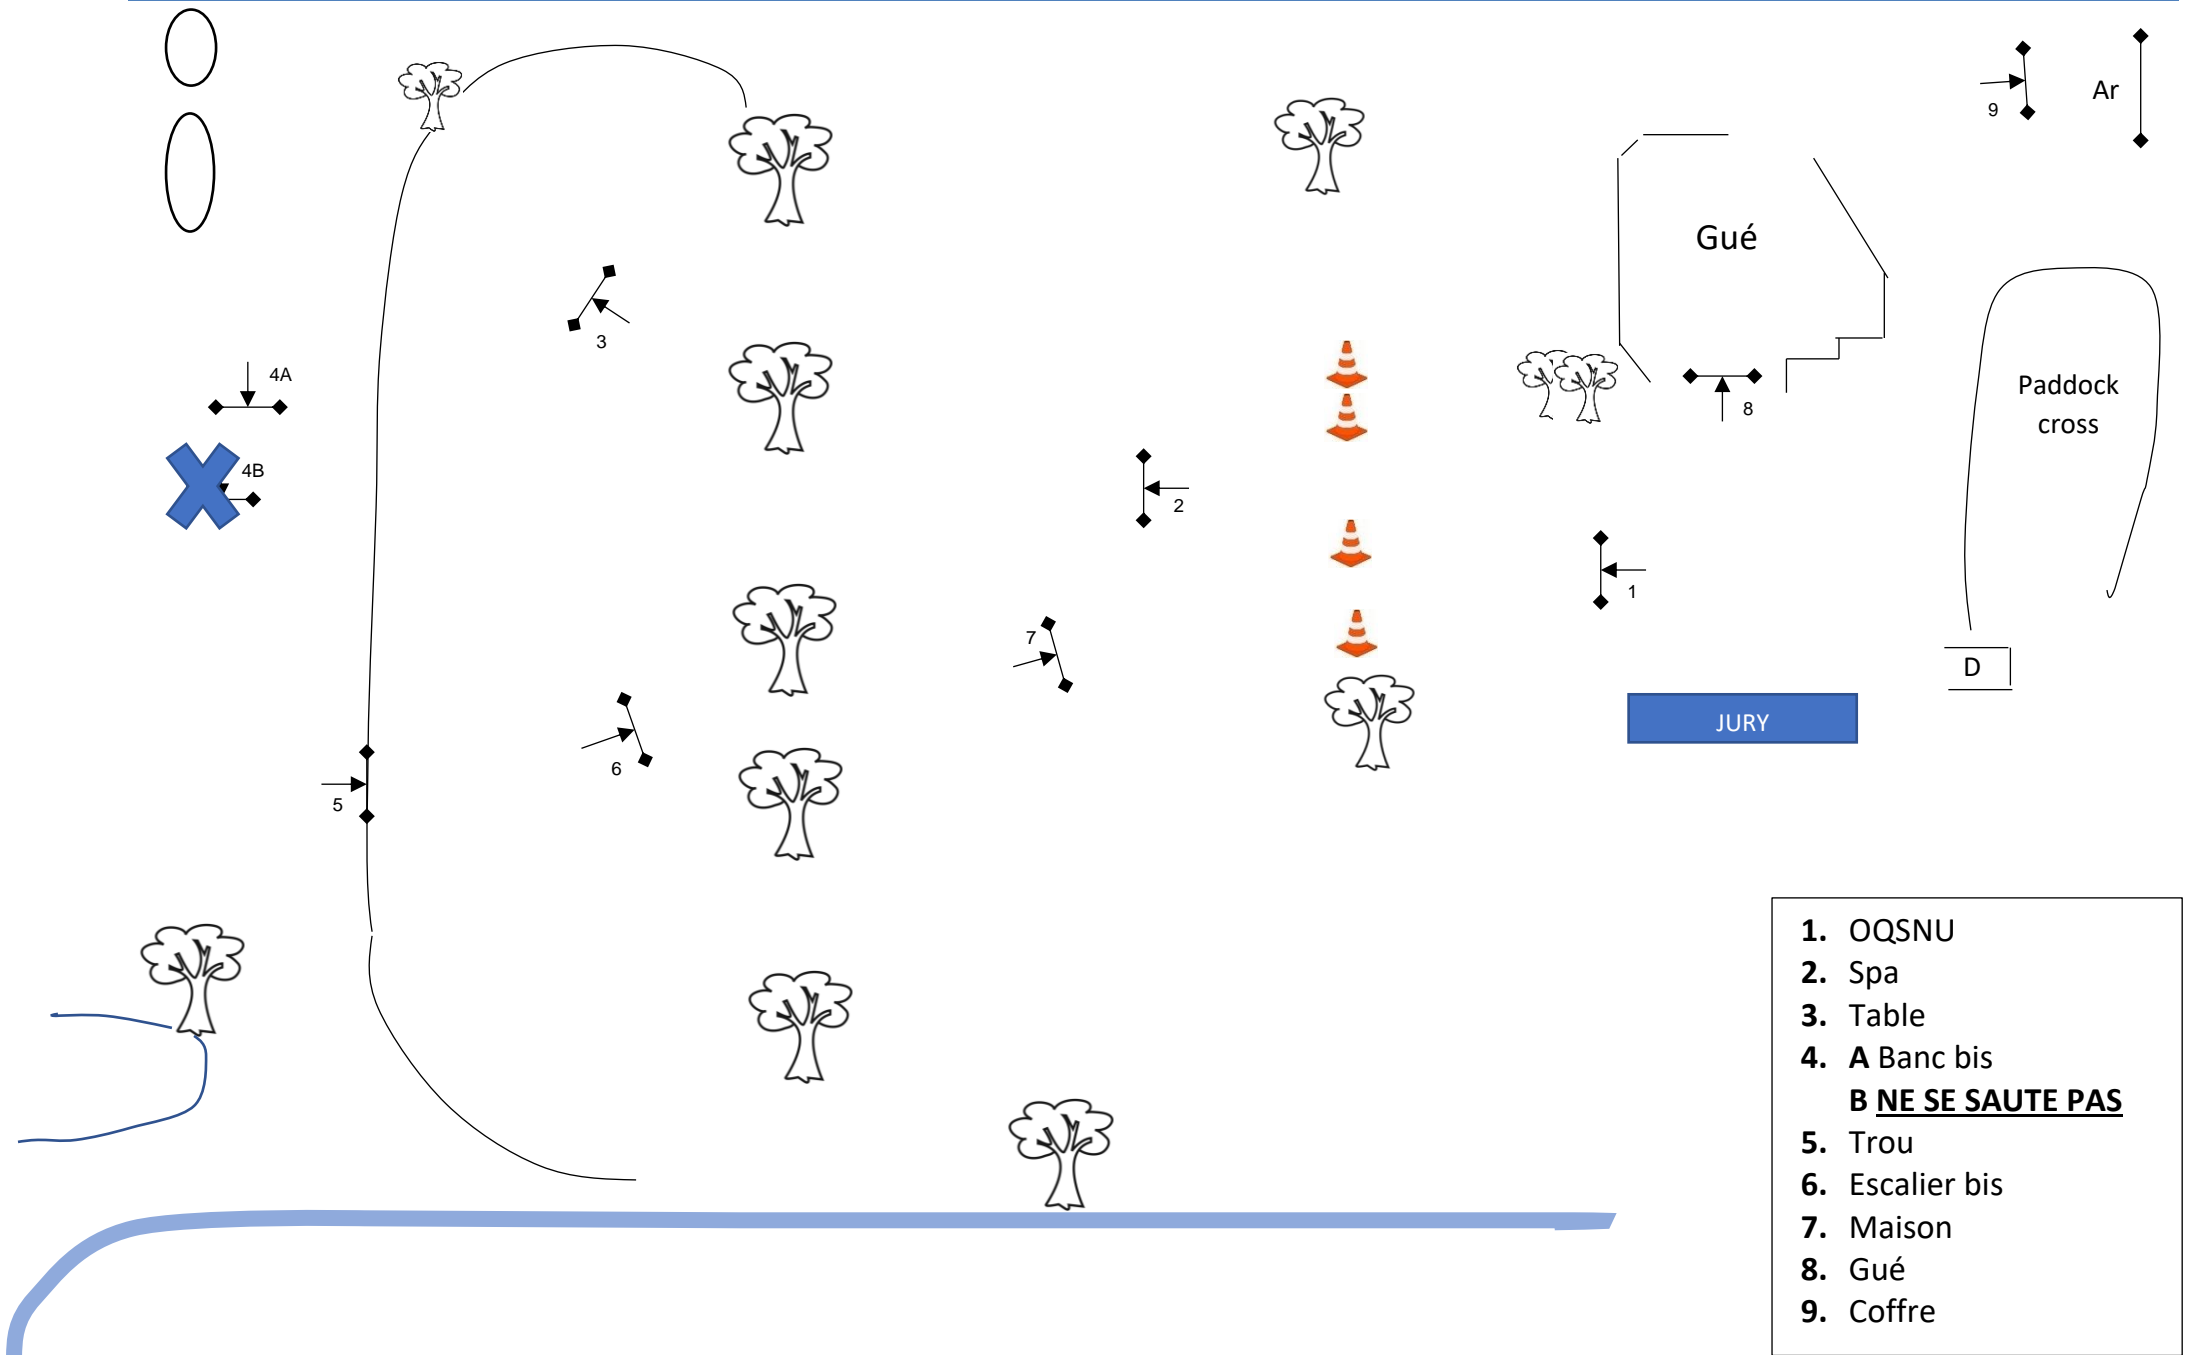 9
Ar
Gué
3
4A
4B
8
Paddock
cross
2
1
7
D
JURY
6
5
1. OQSNU
2. Spa
3. Table
4. A Banc bis
B NE SE SAUTE PAS
5. Trou
6. Escalier bis
7. Maison
8. Gué
9. Coffre